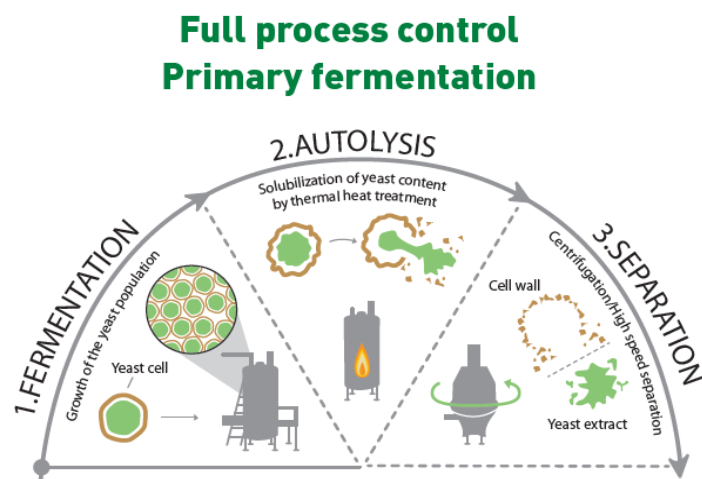 Full process control
Primary fermentation
1.FERMENTATION
Growth of the yeast population
Yeast cell
2.AUTOLYSIS
Solubilization of yeast content
by thermal heat treatment
3.SEPARATION
Centrifugation/High speed separation
Cell wall
Yeast extract